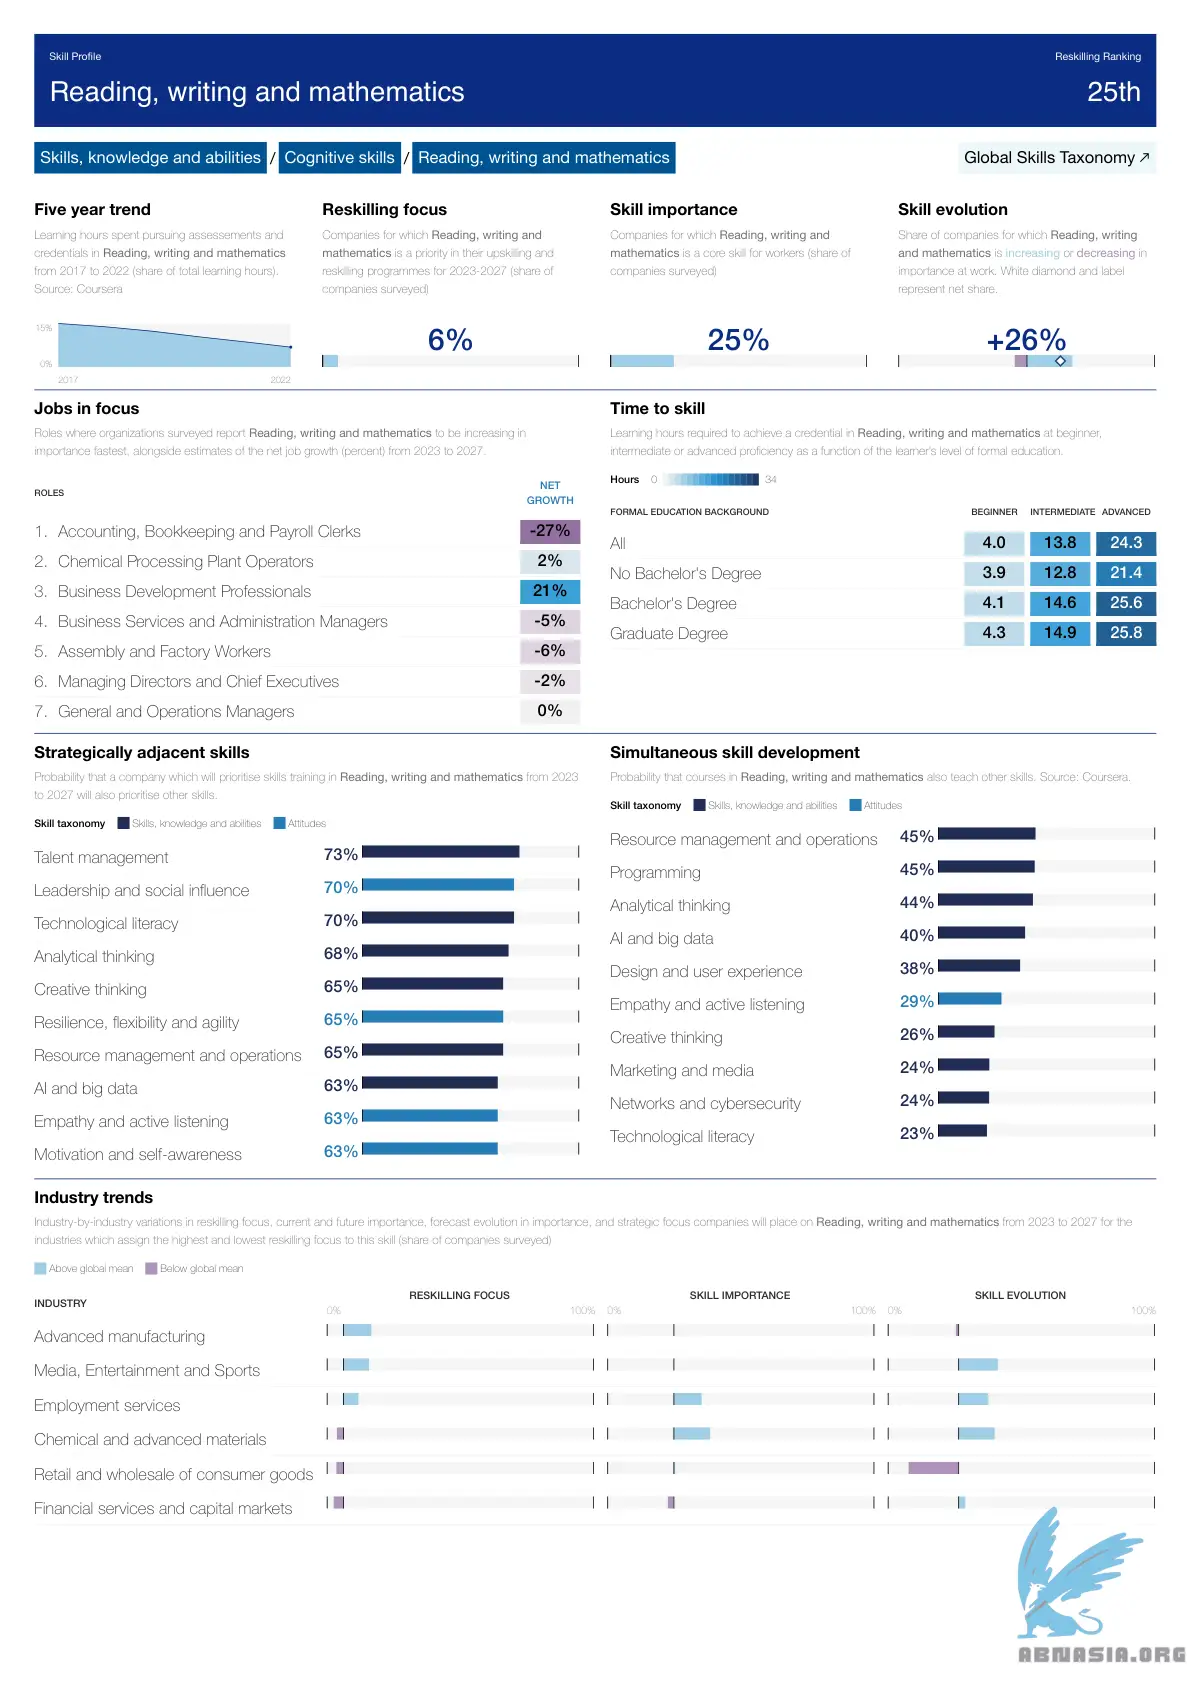 Skill Profile
Reskilling Ranking
Reading, writing and mathematics
25th
Skills, knowledge and abilities / Cognitive skills / Reading, writing and mathematics
Global Skills Taxonomy ↗
Five year trend
Learning hours spent pursuing assessements and
credentials in Reading, writing and mathematics
from 2017 to 2022 (share of total learning hours).
Source: Coursera
15%
0%
2017
2022
Reskilling focus
Companies for which Reading, writing and
mathematics is a priority in their upskilling and
reskilling programmes for 2023-2027 (share of
companies surveyed)
6%
Skill importance
Companies for which Reading, writing and
mathematics is a core skill for workers (share of
companies surveyed)
25%
Skill evolution
Share of companies for which Reading, writing
and mathematics is increasing or decreasing in
importance at work. White diamond and label
represent net share.
+26%
Jobs in focus
Roles where organizations surveyed report Reading, writing and mathematics to be increasing in
importance fastest, alongside estimates of the net job growth (percent) from 2023 to 2027.
ROLES
NET
GROWTH
1. Accounting, Bookkeeping and Payroll Clerks -27%
2. Chemical Processing Plant Operators 2%
3. Business Development Professionals 21%
4. Business Services and Administration Managers -5%
5. Assembly and Factory Workers -6%
6. Managing Directors and Chief Executives -2%
7. General and Operations Managers 0%
Time to skill
Learning hours required to achieve a credential in Reading, writing and mathematics at beginner,
intermediate or advanced proficiency as a function of the learner's level of formal education.
Hours 0 34
FORMAL EDUCATION BACKGROUND BEGINNER INTERMEDIATE ADVANCED
All 4.0 13.8 24.3
No Bachelor's Degree 3.9 12.8 21.4
Bachelor's Degree 4.1 14.6 25.6
Graduate Degree 4.3 14.9 25.8
Strategically adjacent skills
Probability that a company which will prioritise skills training in Reading, writing and mathematics from 2023
to 2027 will also prioritise other skills.
Skill taxonomy Skills, knowledge and abilities Attitudes
Talent management 73%
Leadership and social influence 70%
Technological literacy 70%
Analytical thinking 68%
Creative thinking 65%
Resilience, flexibility and agility 65%
Resource management and operations 65%
AI and big data 63%
Empathy and active listening 63%
Motivation and self-awareness 63%
Simultaneous skill development
Probability that courses in Reading, writing and mathematics also teach other skills. Source: Coursera.
Skill taxonomy Skills, knowledge and abilities Attitudes
Resource management and operations 45%
Programming 45%
Analytical thinking 44%
AI and big data 40%
Design and user experience 38%
Empathy and active listening 29%
Creative thinking 26%
Marketing and media 24%
Networks and cybersecurity 24%
Technological literacy 23%
Industry trends
Industry-by-industry variations in reskilling focus, current and future importance, forecast evolution in importance, and strategic focus companies will place on Reading, writing and mathematics from 2023 to 2027 for the
industries which assign the highest and lowest reskilling focus to this skill (share of companies surveyed)
Above global mean Below global mean
INDUSTRY RESKILLING FOCUS SKILL IMPORTANCE SKILL EVOLUTION
0% 100% 0% 100% 0% 100%
Advanced manufacturing
Media, Entertainment and Sports
Employment services
Chemical and advanced materials
Retail and wholesale of consumer goods
Financial services and capital markets
ABNASIA.ORG